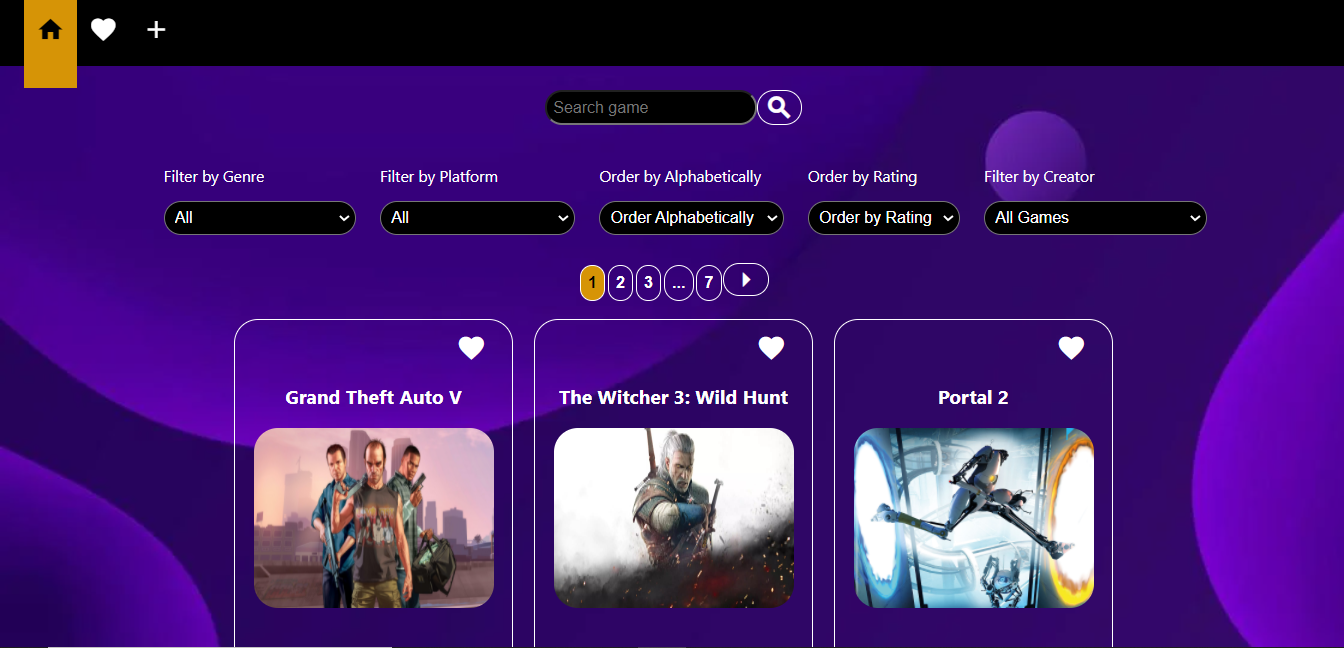 Search game
Filter by Genre
Filter by Platform
Order by Alphabetically
Order by Rating
Filter by Creator
All
All
Order Alphabetically
Order by Rating
All Games
1 2 3 ... 7
Grand Theft Auto V
The Witcher 3: Wild Hunt
Portal 2